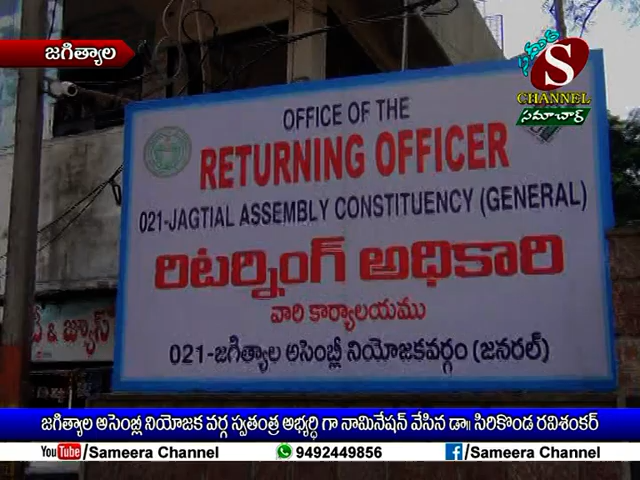 జగిత్యాల
సమీరా
S
CHANNEL
సమాచార్
OFFICE OF THE
RETURNING OFFICER
021-JAGTIAL ASSEMBLY CONSTITUENCY (GENERAL)
రిటర్నింగ్ అధికారి
వారి కార్యాలయము
021-జగిత్యాల అసెంబ్లీ నియోజకవర్గం (జనరల్)
& జ్యూస్
జగిత్యాల అసెంబ్లీ నియోజక వర్గ స్వతంత్ర అభ్యర్థి గా నామినేషన్ వేసిన డా|| సిరికొండ రవిశంకర్
YouTube /Sameera Channel
9492449856
f /Sameera Channel